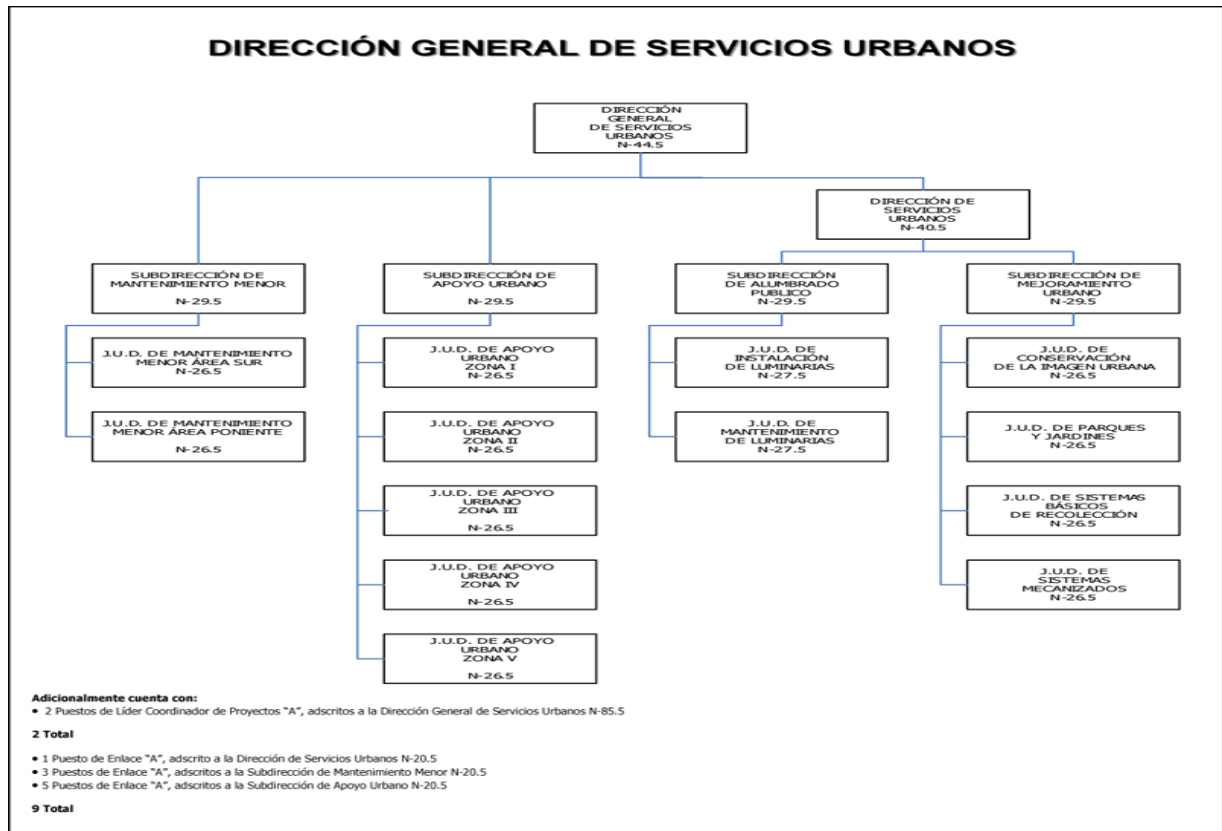 DIRECCIÓN GENERAL DE SERVICIOS URBANOS
DIRECCIÓN
GENERAL
DE SERVICIOS
URBANOS
N-44.5
DIRECCIÓN DE
SERVICIOS
URBANOS
N-40.5
SUBDIRECCIÓN DE
MANTENIMIENTO MENOR
N-29.5
SUBDIRECCIÓN DE
APOYO URBANO
N-29.5
SUBDIRECCIÓN
DE ALUMBRADO
PUBLICO
N-29.5
SUBDIRECCIÓN DE
MEJORAMIENTO
URBANO
N-29.5
J.U.D. DE MANTENIMIENTO
MENOR ÁREA SUR
N-26.5
J.U.D. DE APOYO
URBANO
ZONA I
N-26.5
J.U.D. DE
INSTALACIÓN
DE LUMINARIAS
N-27.5
J.U.D. DE
CONSERVACIÓN
DE LA IMAGEN URBANA
N-26.5
J.U.D. DE MANTENIMIENTO
MENOR ÁREA PONIENTE
N-26.5
J.U.D. DE APOYO
URBANO
ZONA II
N-26.5
J.U.D. DE
MANTENIMIENTO
DE LUMINARIAS
N-27.5
J.U.D. DE PARQUES
Y JARDINES
N-26.5
J.U.D. DE APOYO
URBANO
ZONA III
N-26.5
J.U.D. DE SISTEMAS
BÁSICOS
DE RECOLECCIÓN
N-26.5
J.U.D. DE APOYO
URBANO
ZONA IV
N-26.5
J.U.D. DE
SISTEMAS
MECANIZADOS
N-26.5
J.U.D. DE APOYO
URBANO
ZONA V
N-26.5
Adicionalmente cuenta con:
• 2 Puestos de Líder Coordinador de Proyectos "A", adscritos a la Dirección General de Servicios Urbanos N-85.5
2 Total
• 1 Puesto de Enlace "A", adscrito a la Dirección de Servicios Urbanos N-20.5
• 3 Puestos de Enlace "A", adscritos a la Subdirección de Mantenimiento Menor N-20.5
• 5 Puestos de Enlace "A", adscritos a la Subdirección de Apoyo Urbano N-20.5
9 Total